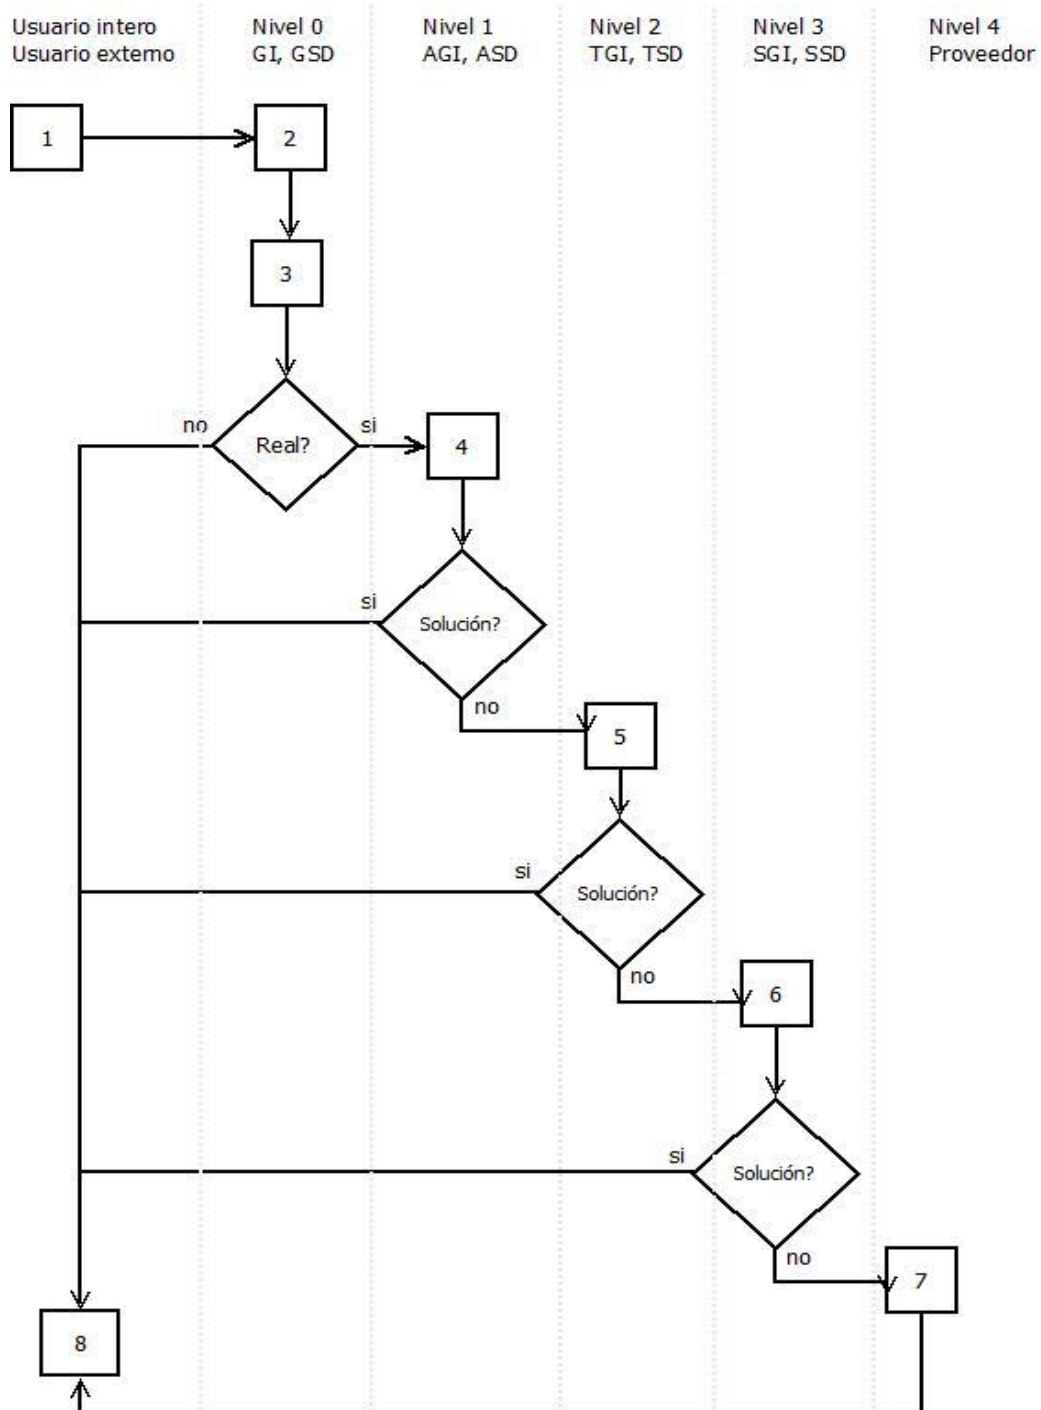 Usuario intero
Usuario externo
Nivel 0
GI, GSD
Nivel 1
AGI, ASD
Nivel 2
TGI, TSD
Nivel 3
SGI, SSD
Nivel 4
Proveedor
1
2
3
no
Real?
si
4
si
Solución?
no
5
si
Solución?
no
6
si
Solución?
no
7
8